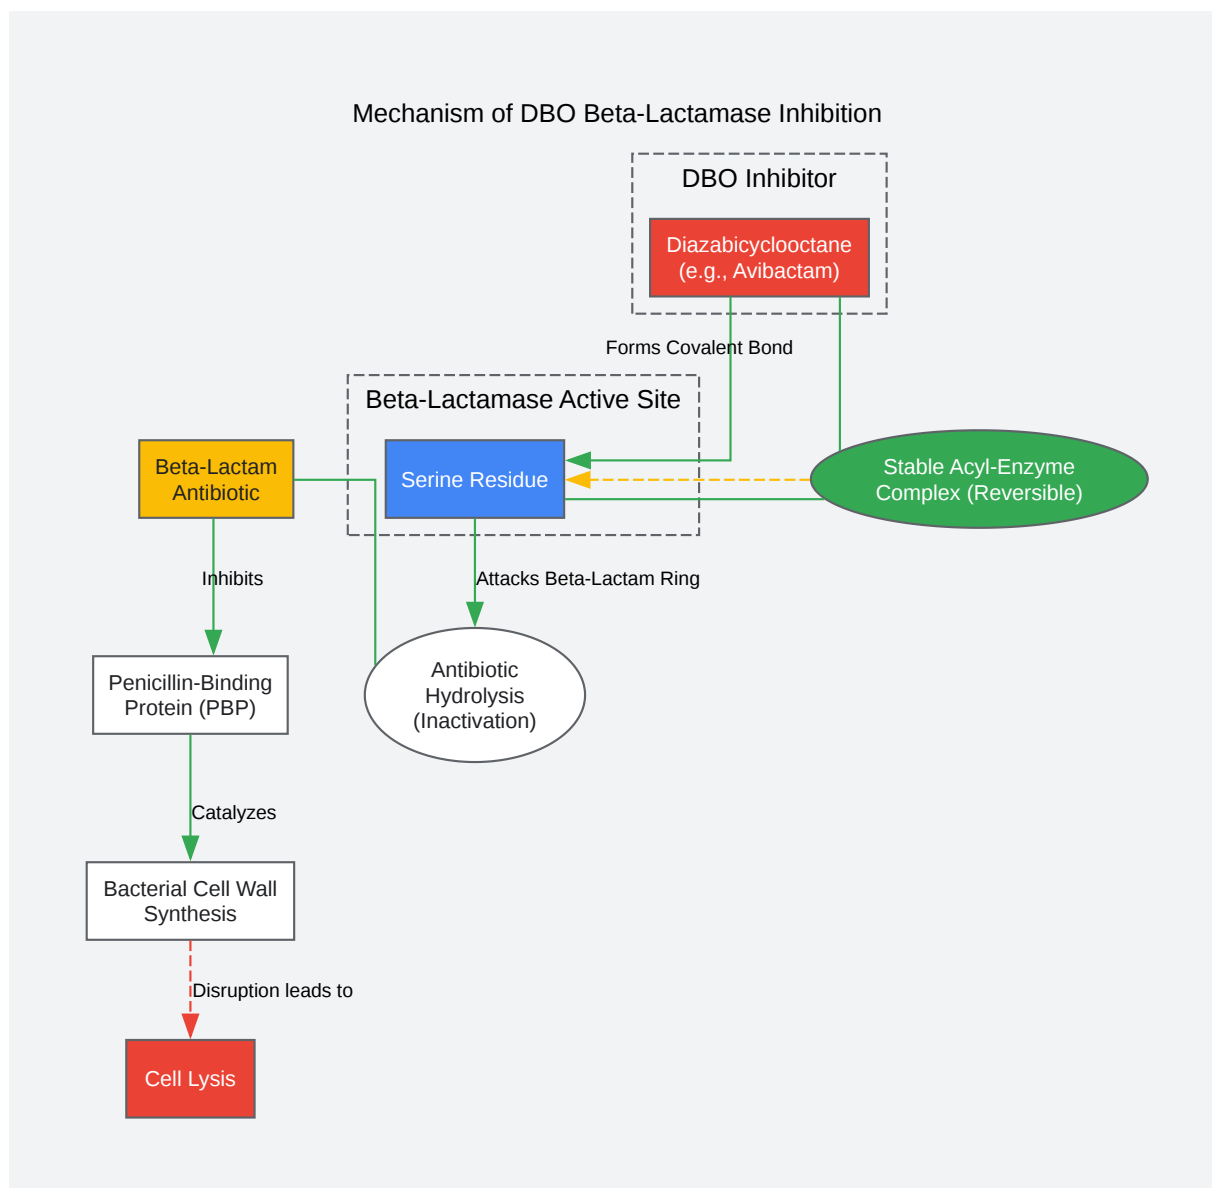 Mechanism of DBO Beta-Lactamase Inhibition
DBO Inhibitor
Diazabicyclooctane
(e.g., Avibactam)
Forms Covalent Bond
Beta-Lactamase Active Site
Beta-Lactam
Antibiotic
Serine Residue
Stable Acyl-Enzyme
Complex (Reversible)
Inhibits
Attacks Beta-Lactam Ring
Penicillin-Binding
Protein (PBP)
Antibiotic
Hydrolysis
(Inactivation)
Catalyzes
Bacterial Cell Wall
Synthesis
Disruption leads to
Cell Lysis